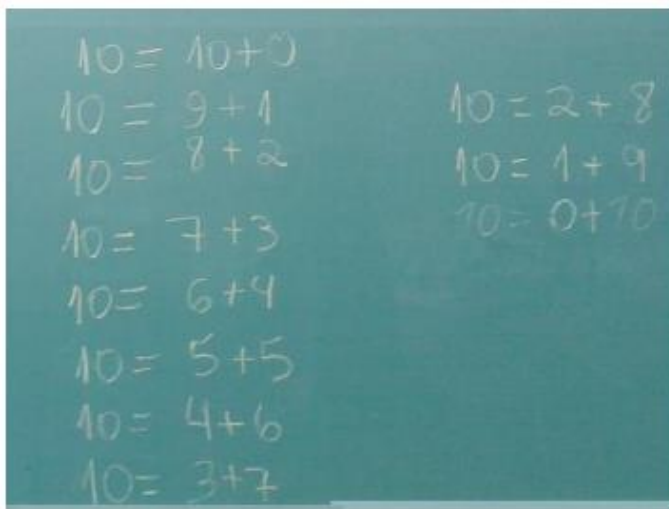 10 = 10+0
10 = 9+1
10 = 8+2
10 = 7+3
10 = 6+4
10 = 5+5
10 = 4+6
10 = 3+7
10 = 2+8
10 = 1+9
10 = 0+10